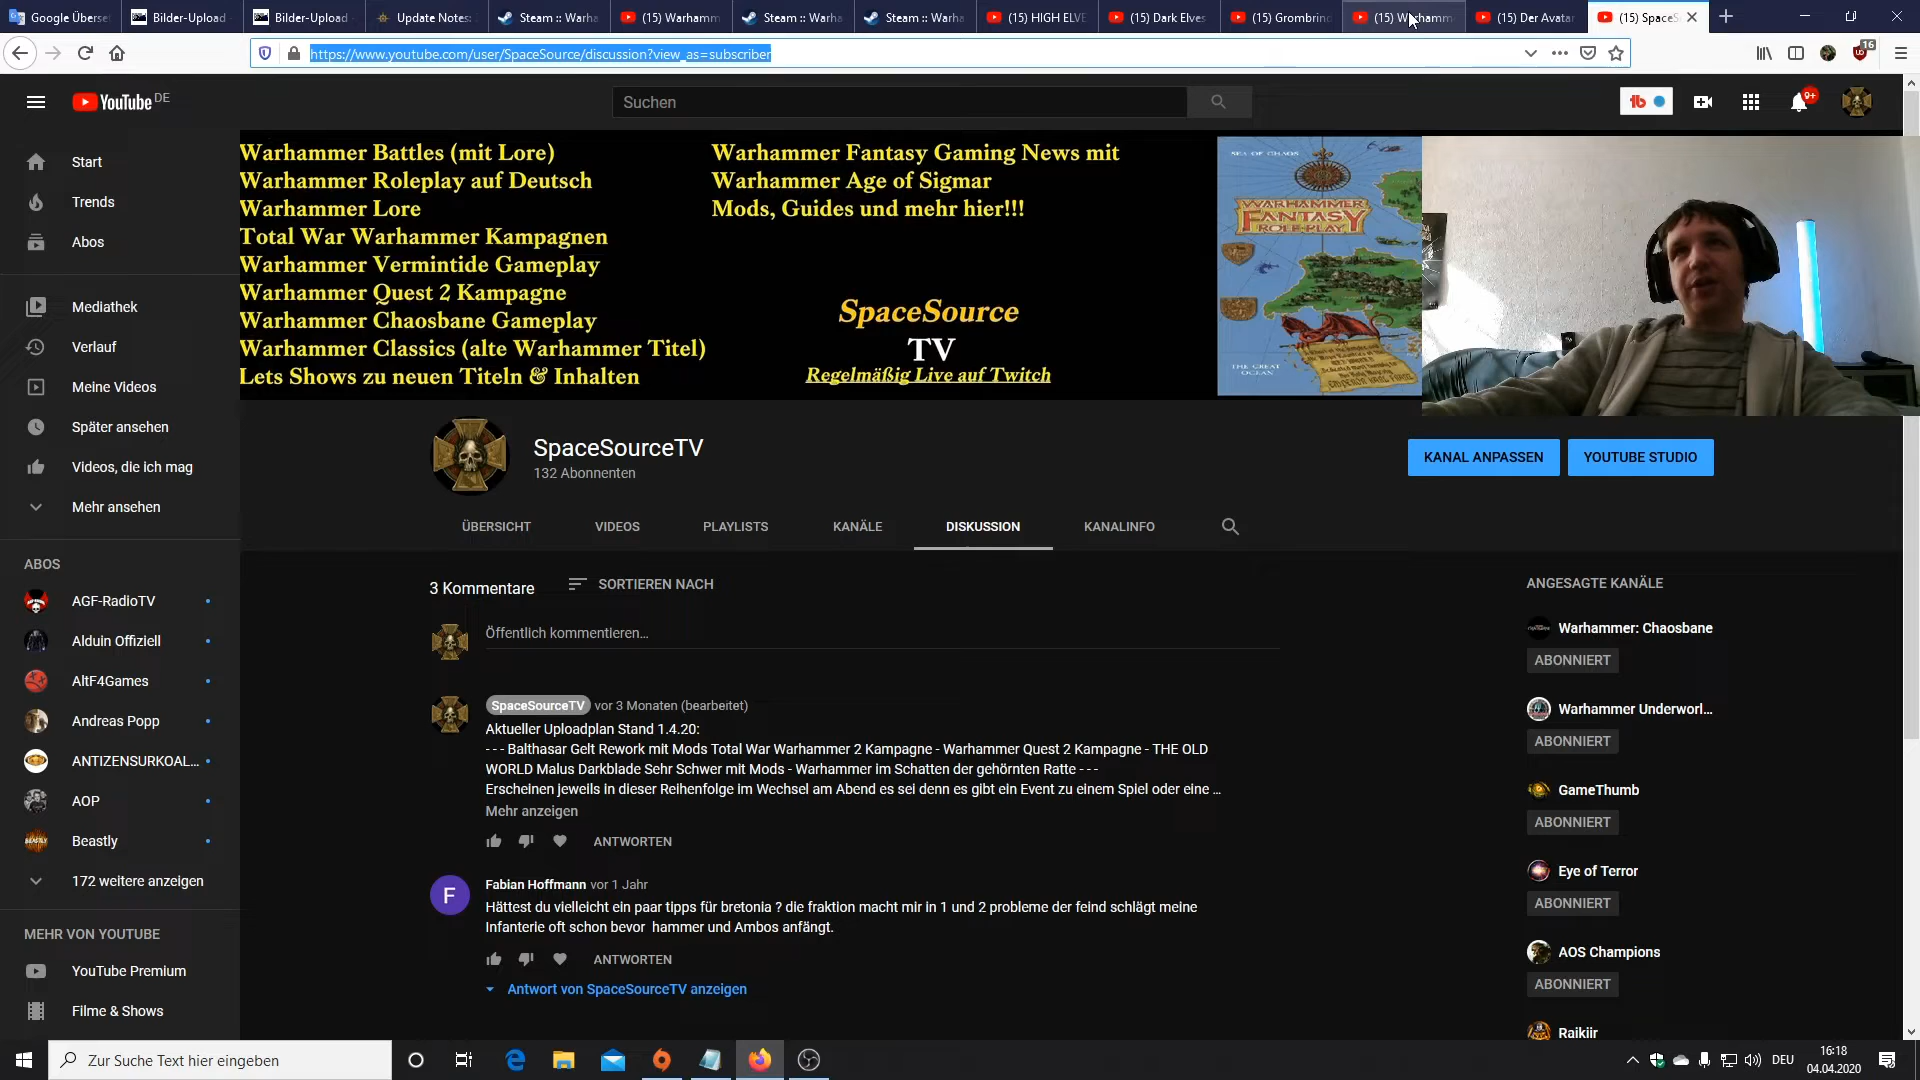 Google Überset
Bilder-Upload
Bilder-Upload
Update Notes:
Steam :: Warha
(15) Warhamm
Steam :: Warha
Steam :: Warha
(15) HIGH ELVE
(15) Dark Elves
(15) Grombrind
(15) Warhamm
(15) Der Avatar
(15) SpaceS
https://www.youtube.com/user/SpaceSource/discussion?view_as=subscriber
16
YouTube DE
Suchen
9+
Start
Trends
Abos
Mediathek
Verlauf
Meine Videos
Später ansehen
Videos, die ich mag
Mehr ansehen
ABOS
AGF-RadioTV
Alduin Offiziell
AltF4Games
Andreas Popp
ANTIZENSURKOAL...
AOP
Beastly
172 weitere anzeigen
MEHR VON YOUTUBE
YouTube Premium
Filme & Shows
Warhammer Battles (mit Lore)
Warhammer Roleplay auf Deutsch
Warhammer Lore
Total War Warhammer Kampagnen
Warhammer Vermintide Gameplay
Warhammer Quest 2 Kampagne
Warhammer Chaosbane Gameplay
Warhammer Classics (alte Warhammer Titel)
Lets Shows zu neuen Titeln & Inhalten
Warhammer Fantasy Gaming News mit
Warhammer Age of Sigmar
Mods, Guides und mehr hier!!!
SpaceSource
TV
Regelmäßig Live auf Twitch
SEA OF CHAOS
WARHAMMER
FANTASY
ROLE-PLAY
THE GREAT
OCEAN
SpaceSourceTV
132 Abonnenten
KANAL ANPASSEN
YOUTUBE STUDIO
ÜBERSICHT
VIDEOS
PLAYLISTS
KANÄLE
DISKUSSION
KANALINFO
3 Kommentare
SORTIEREN NACH
Öffentlich kommentieren...
SpaceSourceTV vor 3 Monaten (bearbeitet)
Aktueller Uploadplan Stand 1.4.20:
- - - Balthasar Gelt Rework mit Mods Total War Warhammer 2 Kampagne - Warhammer Quest 2 Kampagne - THE OLD
WORLD Malus Darkblade Sehr Schwer mit Mods - Warhammer im Schatten der gehörnten Ratte - - -
Erscheinen jeweils in dieser Reihenfolge im Wechsel am Abend es sei denn es gibt ein Event zu einem Spiel oder eine ...
Mehr anzeigen
ANTWORTEN
F
Fabian Hoffmann vor 1 Jahr
Hättest du vielleicht ein paar tipps für bretonia ? die fraktion macht mir in 1 und 2 probleme der feind schlägt meine
Infanterle oft schon bevor hammer und Ambos anfängt.
ANTWORTEN
Antwort von SpaceSourceTV anzeigen
ANGESAGTE KANÄLE
Warhammer: Chaosbane
ABONNIERT
Warhammer Underworl...
ABONNIERT
GameThumb
ABONNIERT
Eye of Terror
ABONNIERT
AOS Champions
ABONNIERT
Raikiir
Zur Suche Text hier eingeben
DEU
16:18
04.04.2020